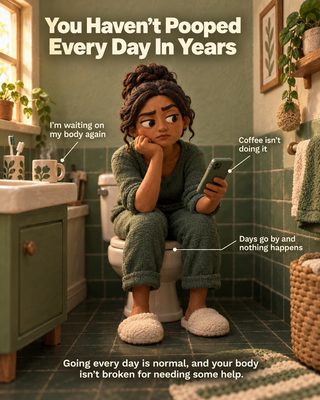 You Haven't Pooped
Every Day In Years
I'm waiting on
my body again
Coffee isn't
doing it
Days go by and
nothing happens
Going every day is normal, and your body
isn't broken for needing some help.